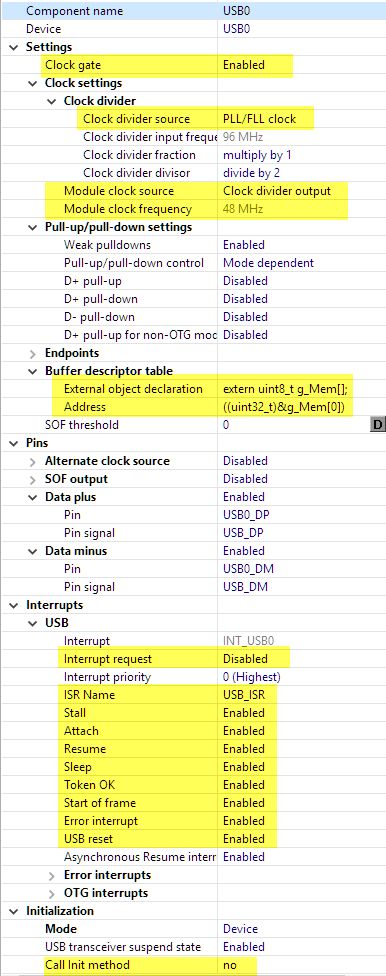 Component name USB0
Device USB0
Settings
Clock gate Enabled
Clock settings
Clock divider
Clock divider source PLL/FLL clock
Clock divider input freque 96 MHz
Clock divider fraction multiply by 1
Clock divider divisor divide by 2
Module clock source Clock divider output
Module clock frequency 48 MHz
Pull-up/pull-down settings
Weak pulldowns Enabled
Pull-up/pull-down control Mode dependent
D+ pull-up Disabled
D+ pull-down Disabled
D- pull-down Disabled
D+ pull-up for non-OTG mod Disabled
Endpoints
Buffer descriptor table
External object declaration extern uint8_t g_Mem[];
Address ((uint32_t)&g_Mem[0])
SOF threshold 0 D
Pins
Alternate clock source Disabled
SOF output Disabled
Data plus Enabled
Pin USB0_DP
Pin signal USB_DP
Data minus Enabled
Pin USB0_DM
Pin signal USB_DM
Interrupts
USB
Interrupt INT_USB0
Interrupt request Disabled
Interrupt priority 0 (Highest)
ISR Name USB_ISR
Stall Enabled
Attach Enabled
Resume Enabled
Sleep Enabled
Token OK Enabled
Start of frame Enabled
Error interrupt Enabled
USB reset Enabled
Asynchronous Resume interr Enabled
Error interrupts
OTG interrupts
Initialization
Mode Device
USB transceiver suspend state Enabled
Call Init method no